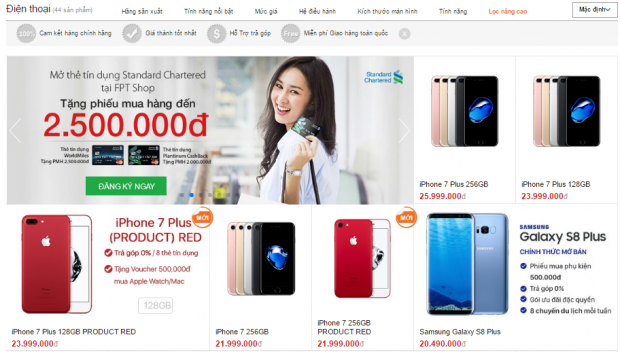 Điện thoại (44 sản phẩm)
Hãng sản xuất
Tính năng nổi bật
Mức giá
Hệ điều hành
Kích thước màn hình
Tính năng
Lọc nâng cao
Mặc định
100%
Cam kết hàng chính hãng
Giá thành tốt nhất
$
Hỗ Trợ trả góp
Free
Miễn phí Giao hàng toàn quốc
Mở thẻ tín dụng Standard Chartered
tại FPT Shop
Tặng phiếu mua hàng đến
2.500.000đ
Thẻ tín dụng
WorldMiles
Tặng PMH 2.500.000đ
Thẻ tín dụng
Plantinum CashBack
Tặng PMH 2.000.000đ
ĐĂNG KÝ NGAY
Standard
Chartered
iPhone 7 Plus 256GB
25.999.000đ
iPhone 7 Plus 128GB
23.999.000đ
iPhone 7 Plus
(PRODUCT) RED
Trả góp 0% / 8 tỉnh thành
Tặng Voucher 500,000đ
mua Apple Watch/Mac
128GB
MỚI
iPhone 7 Plus 128GB PRODUCT RED
23.999.000đ
iPhone 7 256GB
21.999.000đ
MỚI
iPhone 7 256GB
PRODUCT RED
21.999.000đ
SAMSUNG
Galaxy S8 Plus
CHÍNH THỨC MỞ BÁN
Phiếu mua phụ kiện
500.000đ
Trả góp 0%
Gói ưu đãi đặc quyền
8 chuyến du lịch mỗi tuần
Samsung Galaxy S8 Plus
20.490.000đ